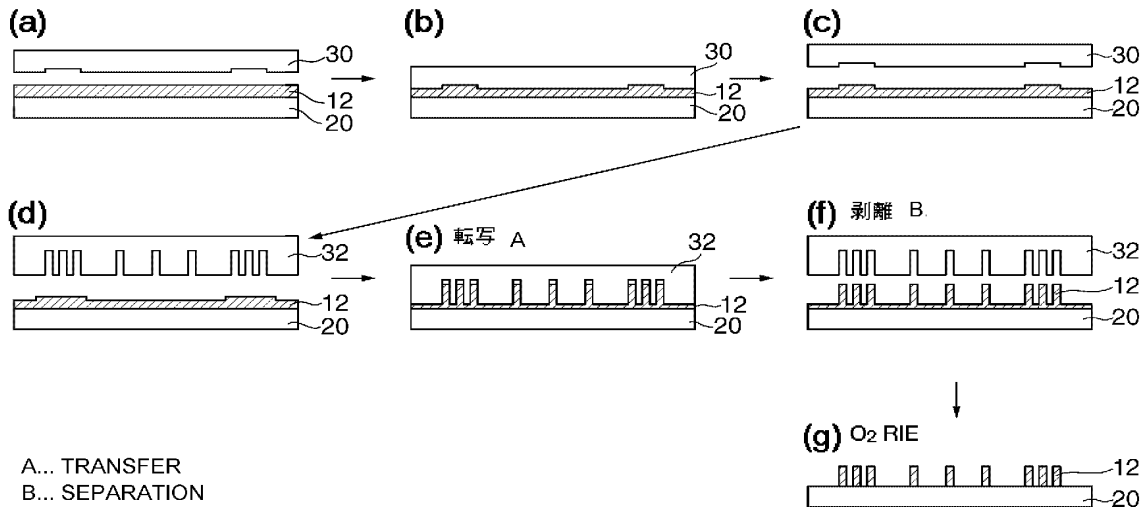 (a)
30
12
20
(b)
30
12
20
(c)
30
12
20
(d)
32
12
20
(e) 転写 A
32
12
20
(f) 剥離 B.
32
12
20
(g) O₂ RIE
12
20
A... TRANSFER
B... SEPARATION